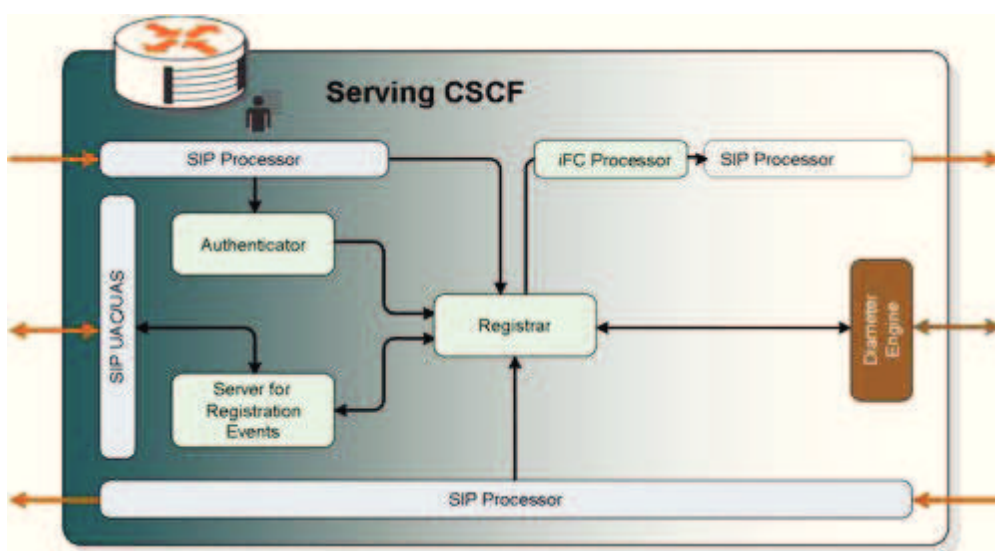 Serving CSCF
SIP Processor
iFC Processor
SIP Processor
Authenticator
SIP UAC/UAS
Registrar
Diameter
Engine
Server for
Registration
Events
SIP Processor